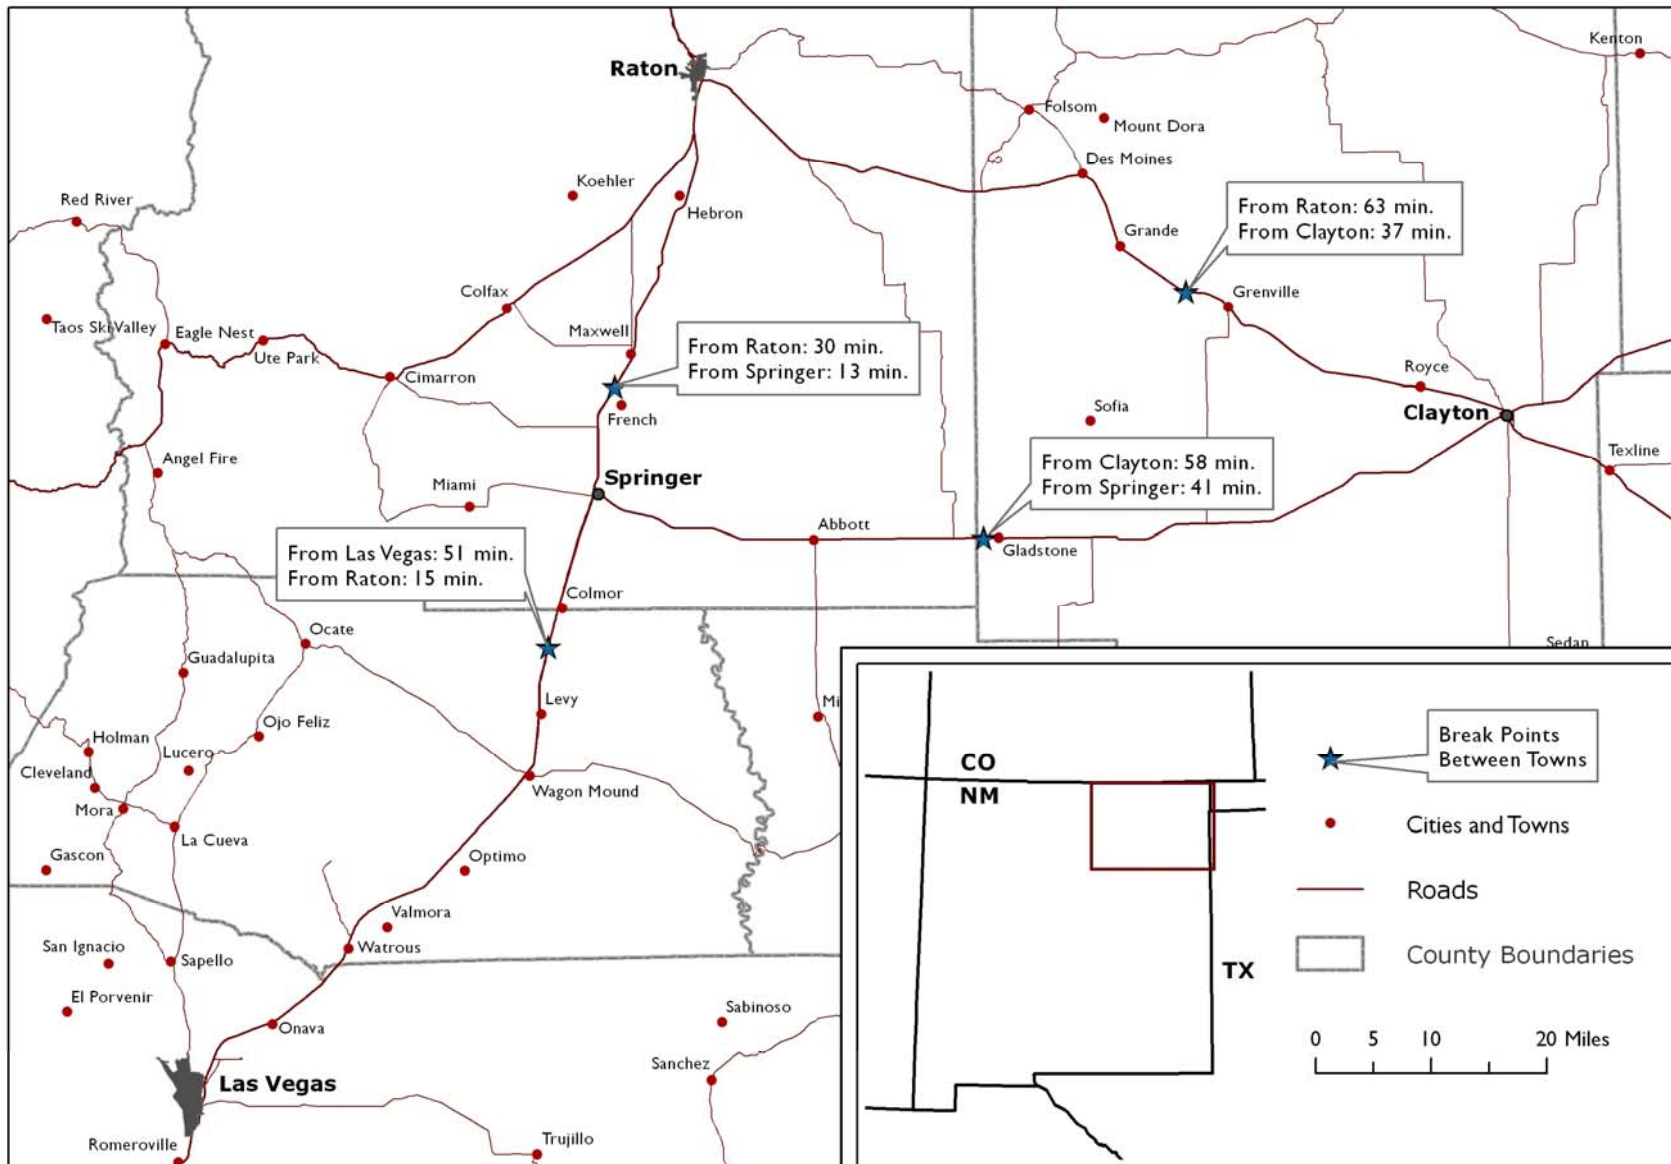 Kenton
Raton
Folsom
Mount Dora
Des Moines
Koehler
Red River
Hebron
From Raton: 63 min.
From Clayton: 37 min.
Grande
Colfax
Grenville
Taos Ski Valley
Eagle Nest
Maxwell
Ute Park
From Raton: 30 min.
From Springer: 13 min.
Cimarron
Royce
French
Sofia
Clayton
Angel Fire
Texline
From Clayton: 58 min.
From Springer: 41 min.
Miami
Springer
Abbott
Gladstone
From Las Vegas: 51 min.
From Raton: 15 min.
Colmor
Ocate
Sedan
Guadalupita
Levy
Mi
Ojo Feliz
Holman
Lucero
Cleveland
Wagon Mound
Mora
La Cueva
Gascon
Optimo
Valmora
San Ignacio
Watrous
Sapello
El Porvenir
Sabinoso
Onava
Sanchez
Las Vegas
Romeroville
Trujillo
CO
NM
TX
Break Points
Between Towns
Cities and Towns
Roads
County Boundaries
0 5 10 20 Miles